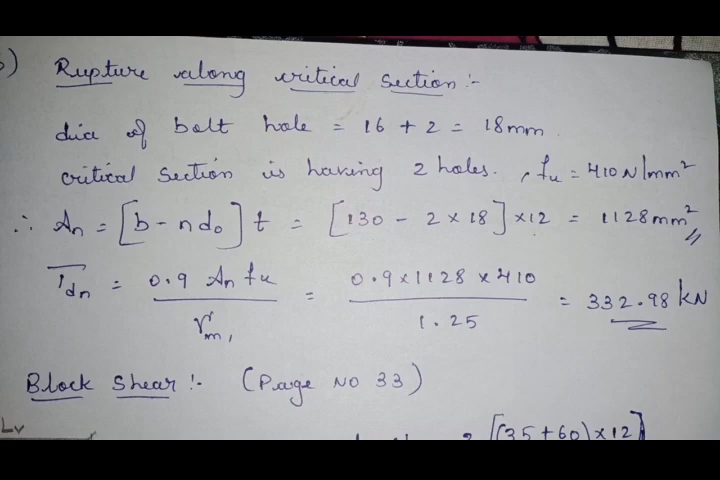 ) Rupture along critical section :-
dia of bolt hole = 16 + 2 = 18mm
critical section is having 2 holes. , fu = 410 N/mm²
∴ An = [b - n do] t = [130 - 2 × 18] × 12 = 1128 mm²
Tdn = 0.9 An fu / γm1 = 0.9 × 1128 × 410 / 1.25 = 332.98 kN
Block Shear :- (Page NO 33)
Lv
[(35 + 60) × 12]